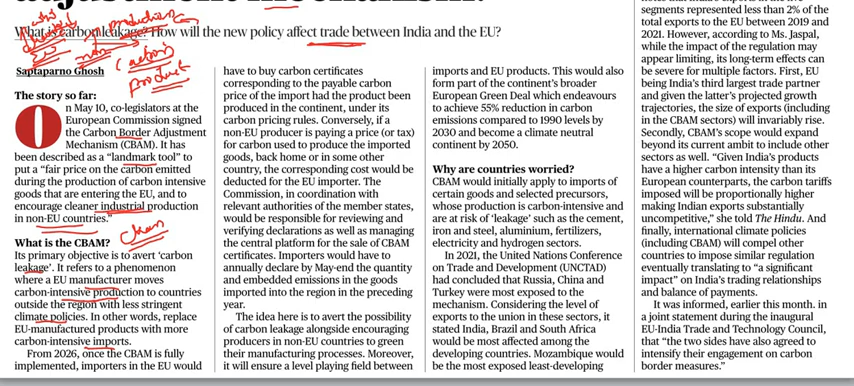 adjustment mechanism?
What is carbon leakage? How will the new policy affect trade between India and the EU?
production
non
(carbon
product
Saptaparno Ghosh
The story so far:
On May 10, co-legislators at the
European Commission signed
the Carbon Border Adjustment
Mechanism (CBAM). It has
been described as a “landmark tool” to
put a “fair price on the carbon emitted
during the production of carbon intensive
goods that are entering the EU, and to
encourage cleaner industrial production
in non-EU countries.”
What is the CBAM?
Its primary objective is to avert ‘carbon
leakage’. It refers to a phenomenon
where a EU manufacturer moves
carbon-intensive production to countries
outside the region with less stringent
climate policies. In other words, replace
EU-manufactured products with more
carbon-intensive imports.
From 2026, once the CBAM is fully
implemented, importers in the EU would
have to buy carbon certificates
corresponding to the payable carbon
price of the import had the product been
produced in the continent, under its
carbon pricing rules. Conversely, if a
non-EU producer is paying a price (or tax)
for carbon used to produce the imported
goods, back home or in some other
country, the corresponding cost would be
deducted for the EU importer. The
Commission, in coordination with
relevant authorities of the member states,
would be responsible for reviewing and
verifying declarations as well as managing
the central platform for the sale of CBAM
certificates. Importers would have to
annually declare by May-end the quantity
and embedded emissions in the goods
imported into the region in the preceding
year.
The idea here is to avert the possibility
of carbon leakage alongside encouraging
producers in non-EU countries to green
their manufacturing processes. Moreover,
it will ensure a level playing field between
imports and EU products. This would also
form part of the continent’s broader
European Green Deal which endeavours
to achieve 55% reduction in carbon
emissions compared to 1990 levels by
2030 and become a climate neutral
continent by 2050.
Why are countries worried?
CBAM would initially apply to imports of
certain goods and selected precursors,
whose production is carbon-intensive and
are at risk of ‘leakage’ such as the cement,
iron and steel, aluminium, fertilizers,
electricity and hydrogen sectors.
In 2021, the United Nations Conference
on Trade and Development (UNCTAD)
had concluded that Russia, China and
Turkey were most exposed to the
mechanism. Considering the level of
exports to the union in these sectors, it
stated India, Brazil and South Africa
would be most affected among the
developing countries. Mozambique would
be the most exposed least-developing
segments represent less than 2% of the
total exports to the EU between 2019 and
2021. However, according to Ms. Jaspal,
while the impact of the regulation may
appear limiting, its long-term effects can
be severe for multiple factors. First, EU
being India’s third largest trade partner
and given the latter’s projected growth
trajectories, the size of exports (including
in the CBAM sectors) will invariably rise.
Secondly, CBAM’s scope would expand
beyond its current ambit to include other
sectors as well. “Given India’s products
have a higher carbon intensity than its
European counterparts, the carbon tariffs
imposed will be proportionally higher
making Indian exports substantially
uncompetitive,” she told The Hindu. And
finally, international climate policies
(including CBAM) will compel other
countries to impose similar regulation
eventually translating to “a significant
impact” on India’s trading relationships
and balance of payments.
It was informed, earlier this month. in
a joint statement during the inaugural
EU-India Trade and Technology Council,
that “the two sides have also agreed to
intensify their engagement on carbon
border measures.”